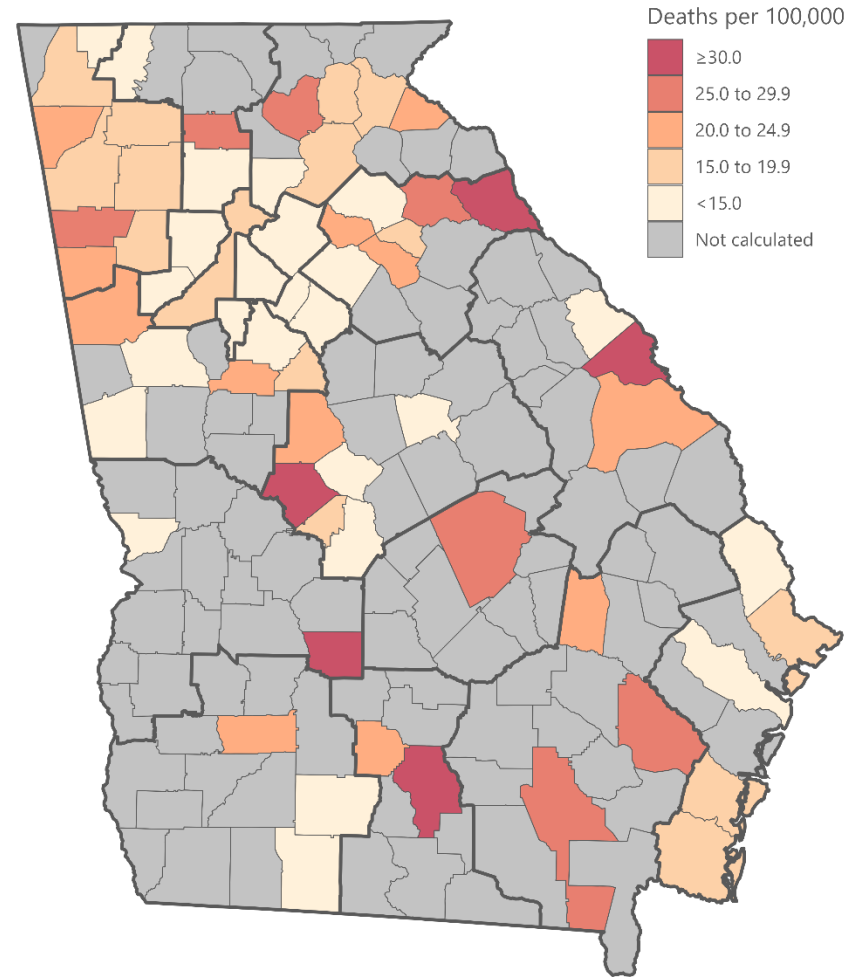 Deaths per 100,000
≥30.0
25.0 to 29.9
20.0 to 24.9
15.0 to 19.9
<15.0
Not calculated